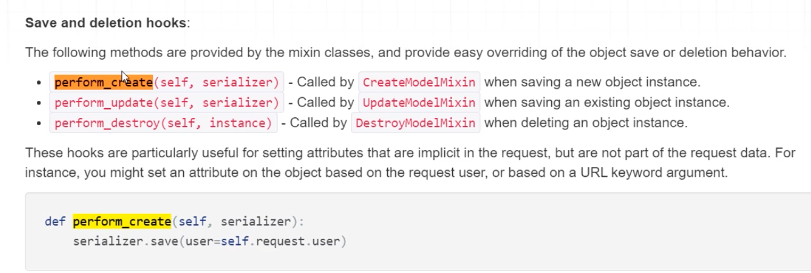 Save and deletion hooks:
The following methods are provided by the mixin classes, and provide easy overriding of the object save or deletion behavior.
• perform_create(self, serializer) - Called by CreateModelMixin when saving a new object instance.
• perform_update(self, serializer) - Called by UpdateModelMixin when saving an existing object instance.
• perform_destroy(self, instance) - Called by DestroyModelMixin when deleting an object instance.
These hooks are particularly useful for setting attributes that are implicit in the request, but are not part of the request data. For
instance, you might set an attribute on the object based on the request user, or based on a URL keyword argument.
def perform_create(self, serializer):
    serializer.save(user=self.request.user)